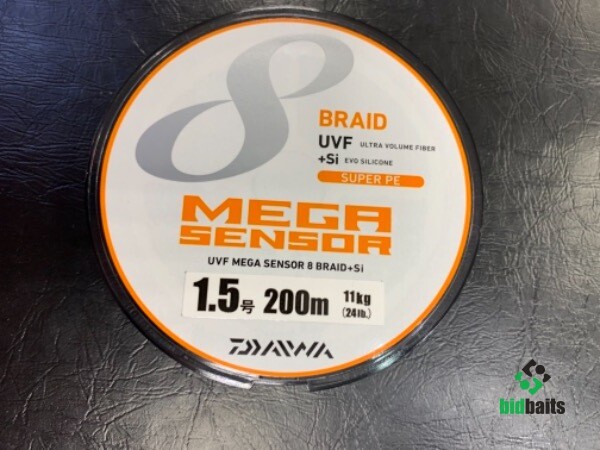 8
BRAID
UVF ULTRA VOLUME FIBER
+Si EVO SILICONE
SUPER PE
MEGA
SENSOR
UVF MEGA SENSOR 8 BRAID+Si
1.5号 200m 11kg
(24lb.)
DAIWA
bidbaits